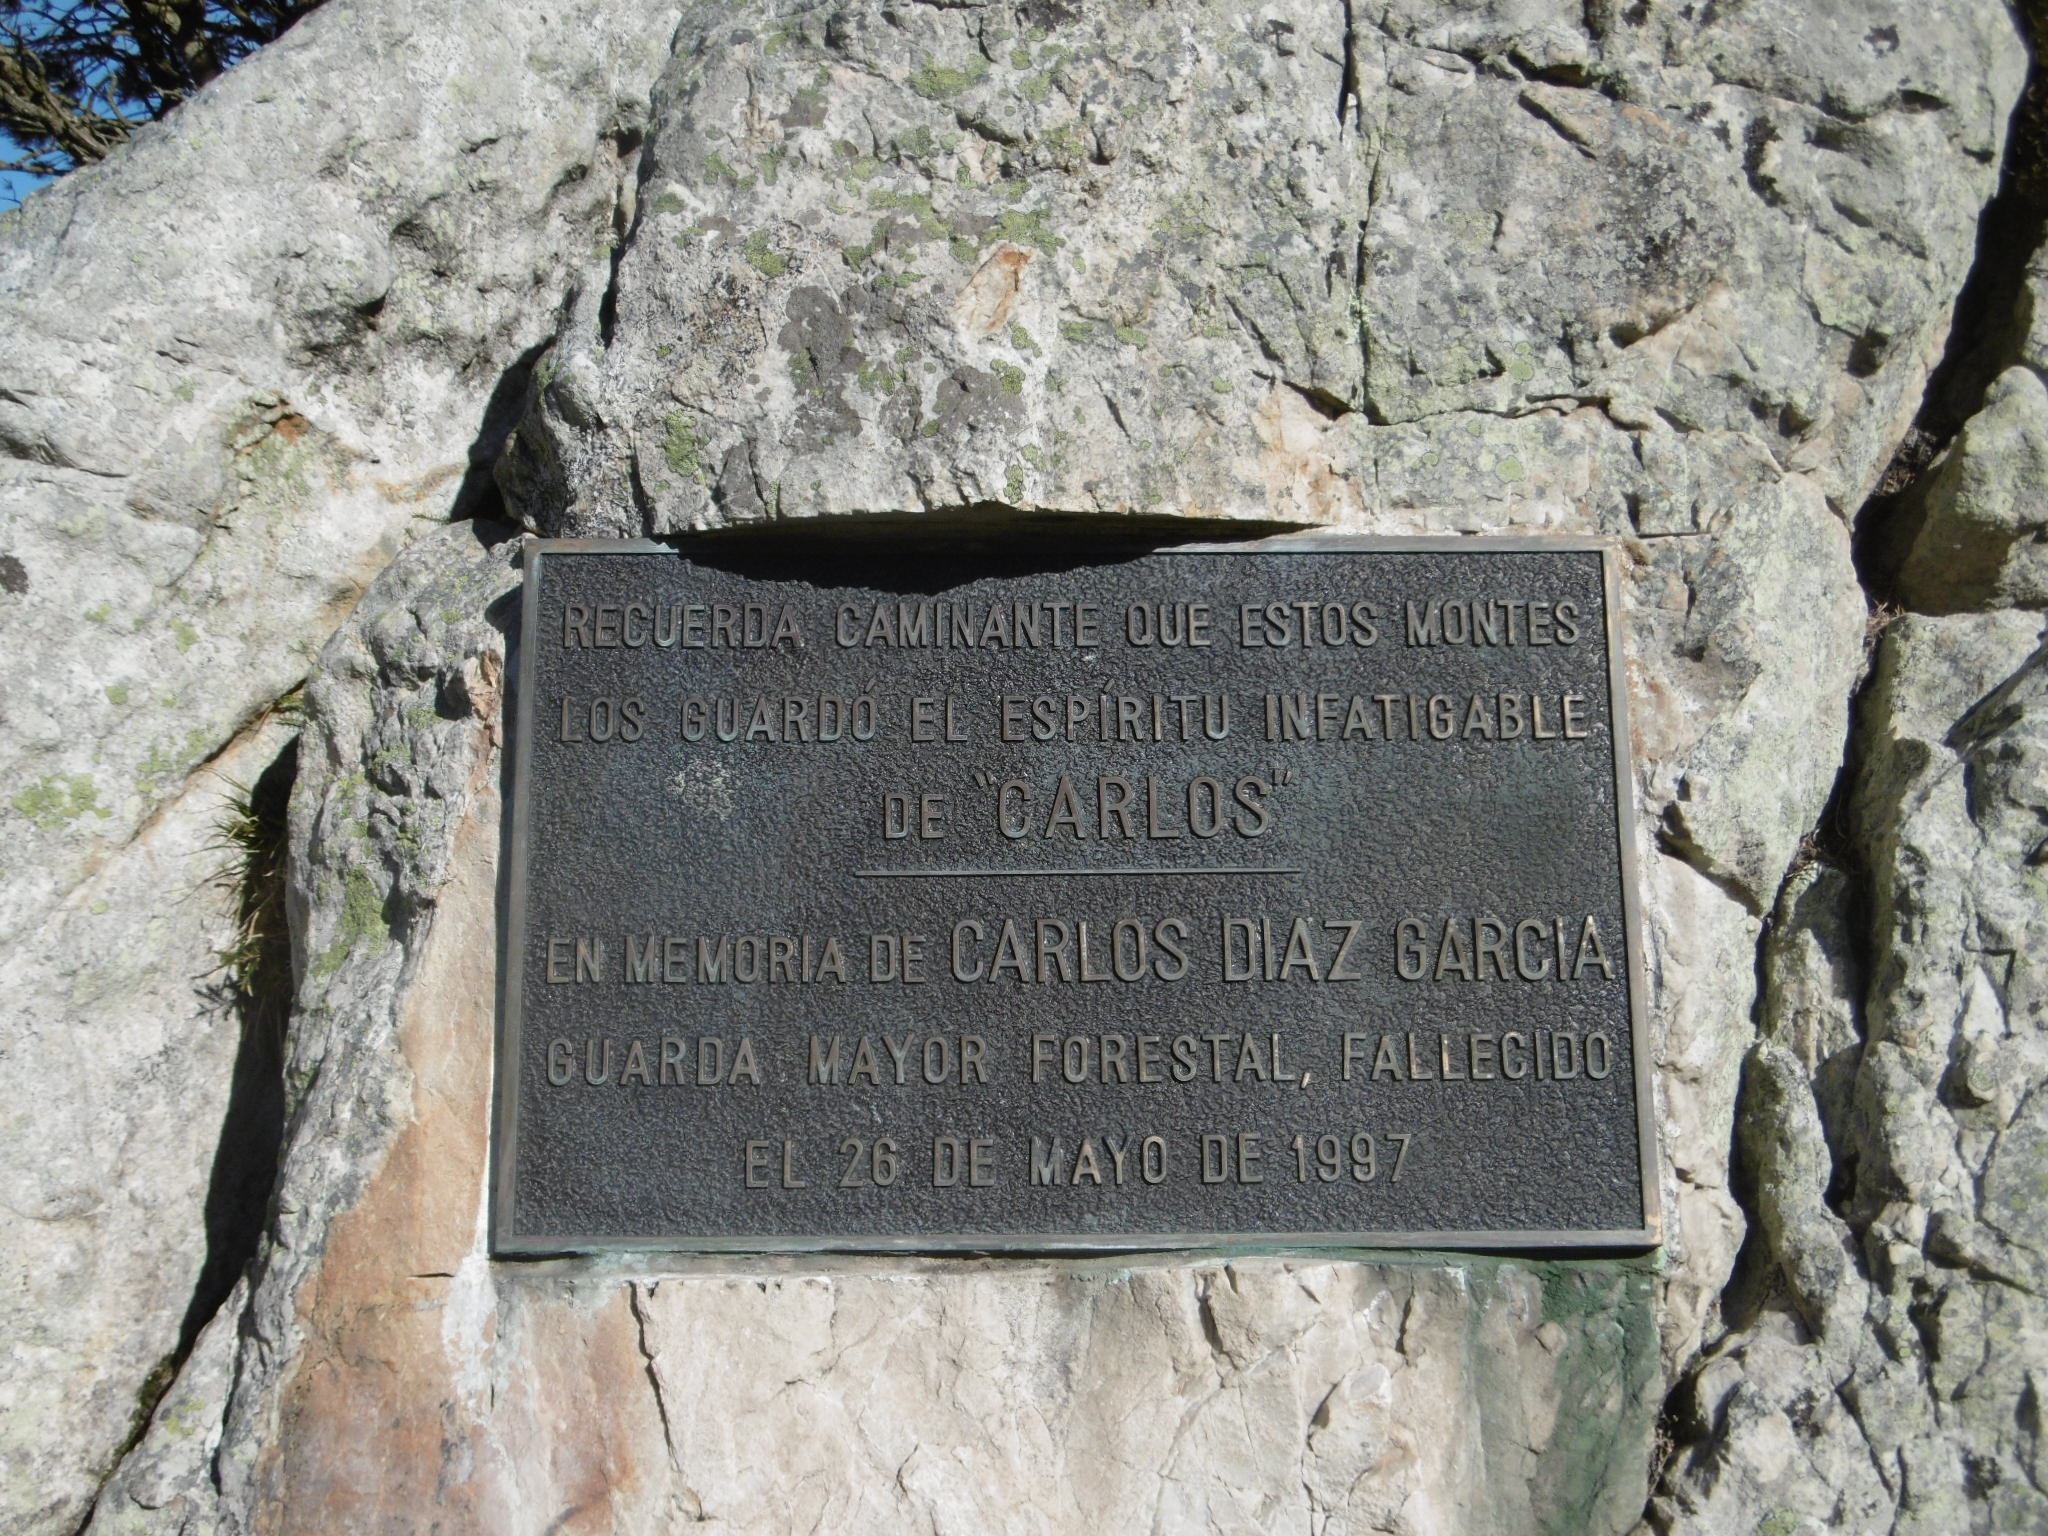 RECUERDA CAMINANTE QUE ESTOS MONTES
LOS GUARDÓ EL ESPÍRITU INFATIGABLE
DE "CARLOS"
EN MEMORIA DE CARLOS DIAZ GARCIA
GUARDA MAYOR FORESTAL, FALLECIDO
EL 26 DE MAYO DE 1997